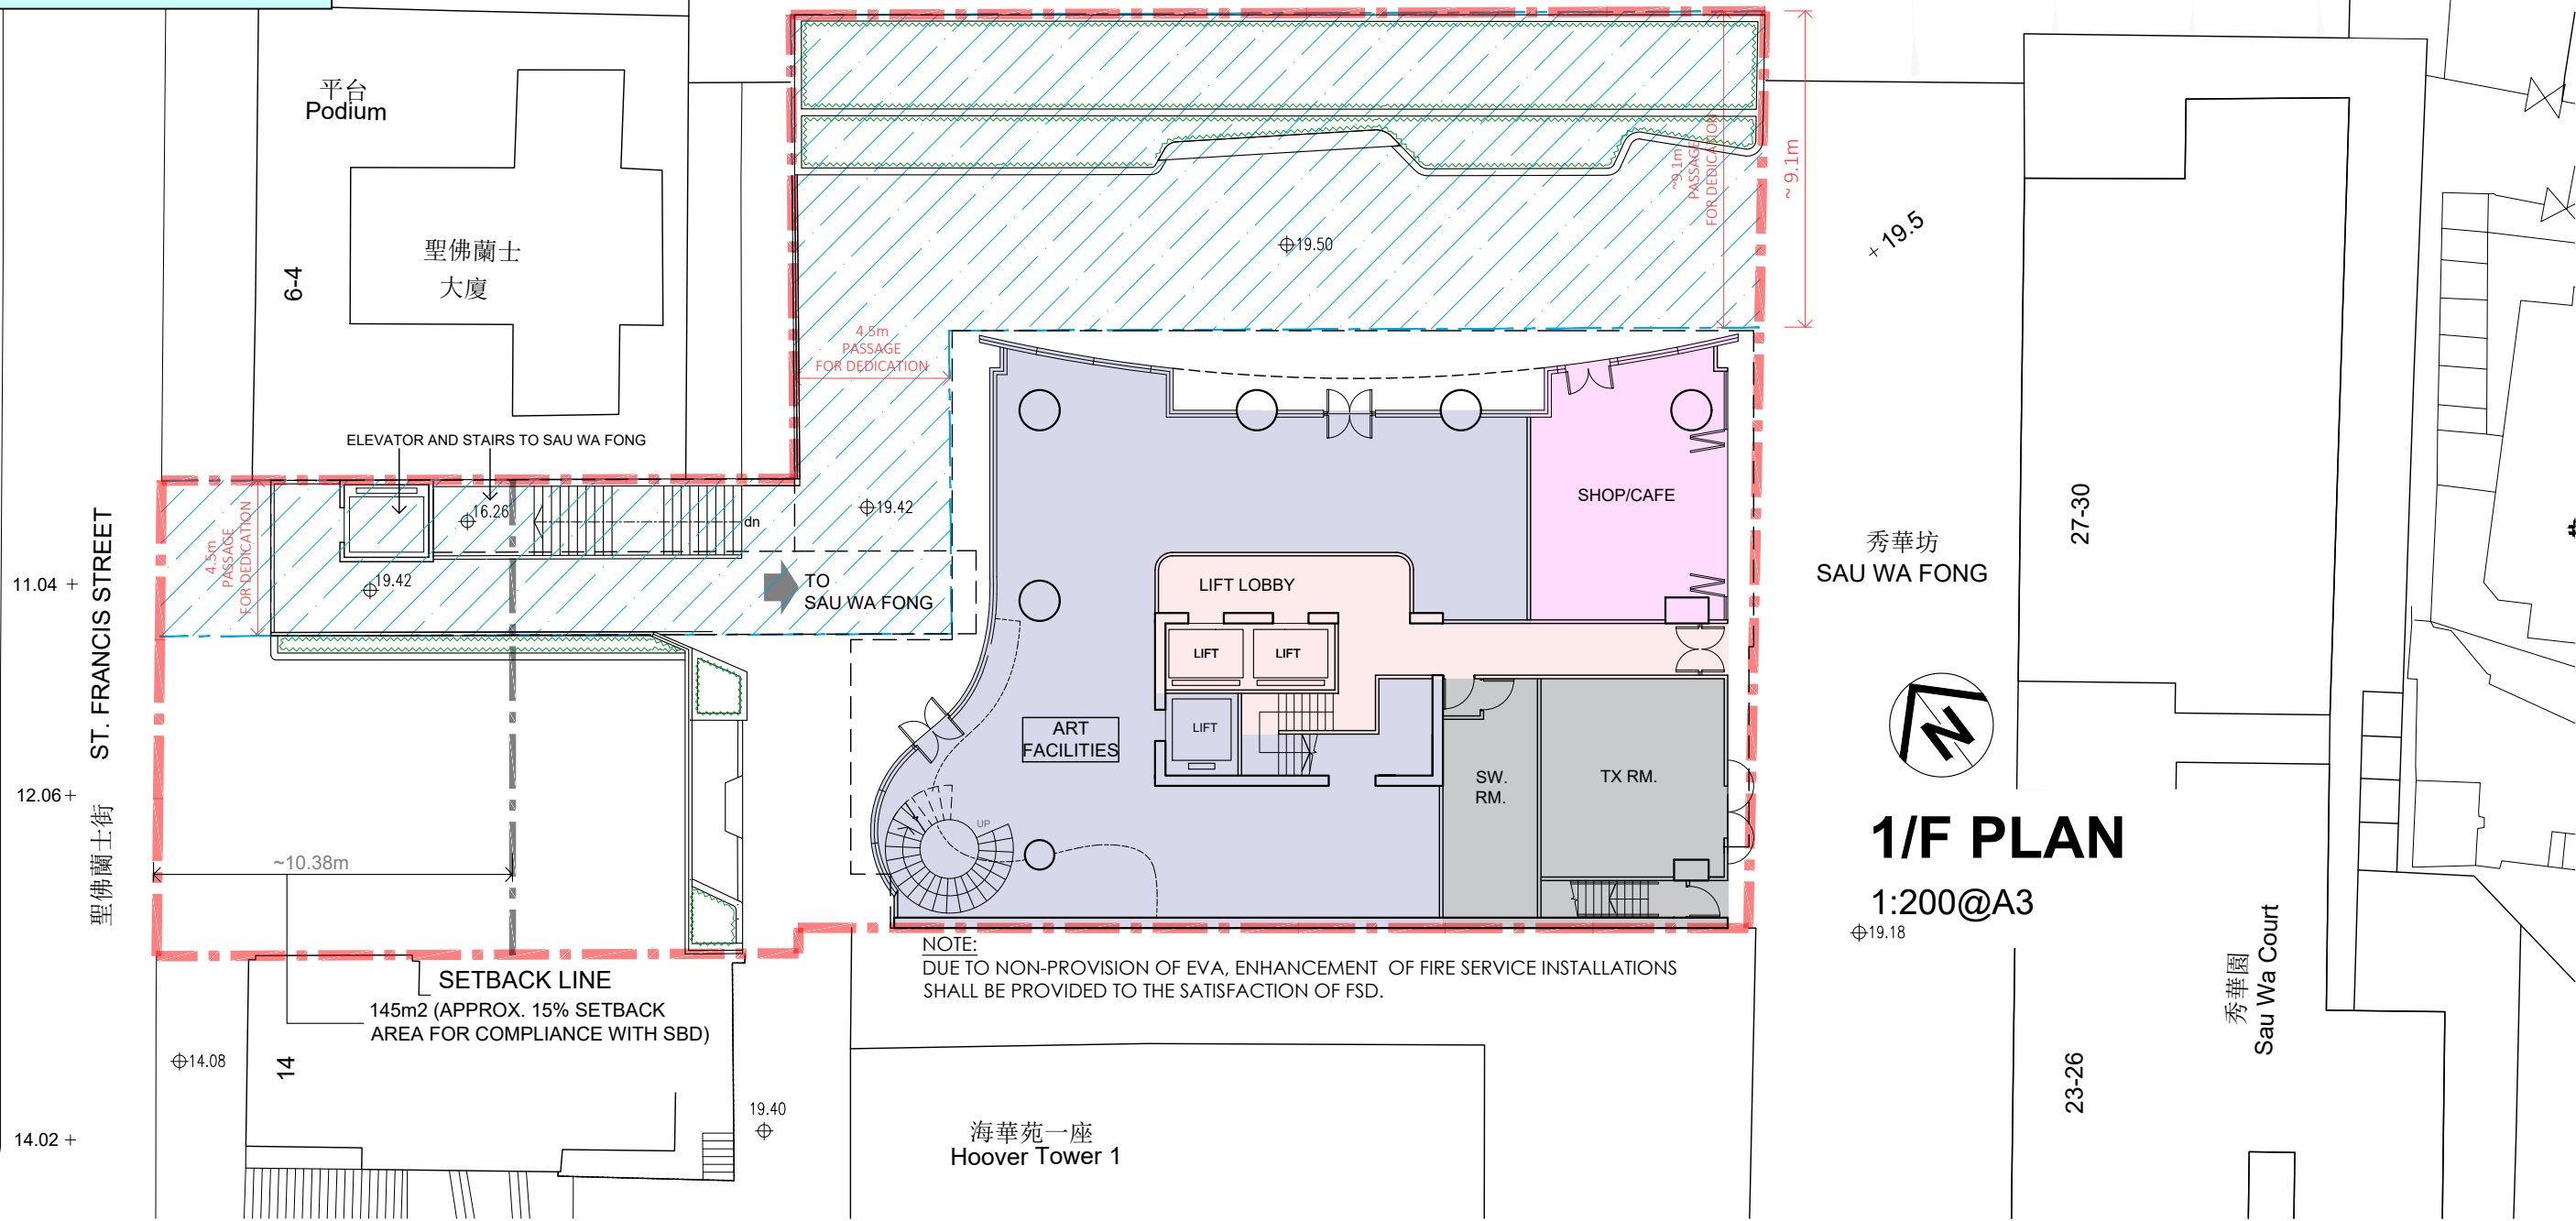 平台
Podium
聖佛蘭士
大廈
6-4
ELEVATOR AND STAIRS TO SAU WA FONG
4.5m
PASSAGE
FOR DEDICATION
~9.1m
PASSAGE
FOR DEDICATION
~ 9.1m
19.50
+ 19.5
4.5m
PASSAGE
FOR DEDICATION
16.26
dn
19.42
19.42
TO
SAU WA FONG
11.04 +
12.06 +
14.02 +
ST. FRANCIS STREET
聖佛蘭士街
SHOP/CAFE
LIFT LOBBY
LIFT
LIFT
LIFT
ART
FACILITIES
UP
SW.
RM.
TX RM.
秀華坊
SAU WA FONG
27-30
N
1/F PLAN
1:200@A3
19.18
~10.38m
SETBACK LINE
145m2 (APPROX. 15% SETBACK
AREA FOR COMPLIANCE WITH SBD)
NOTE:
DUE TO NON-PROVISION OF EVA, ENHANCEMENT OF FIRE SERVICE INSTALLATIONS
SHALL BE PROVIDED TO THE SATISFACTION OF FSD.
14.08
14
19.40
海華苑一座
Hoover Tower 1
23-26
秀華園
Sau Wa Court